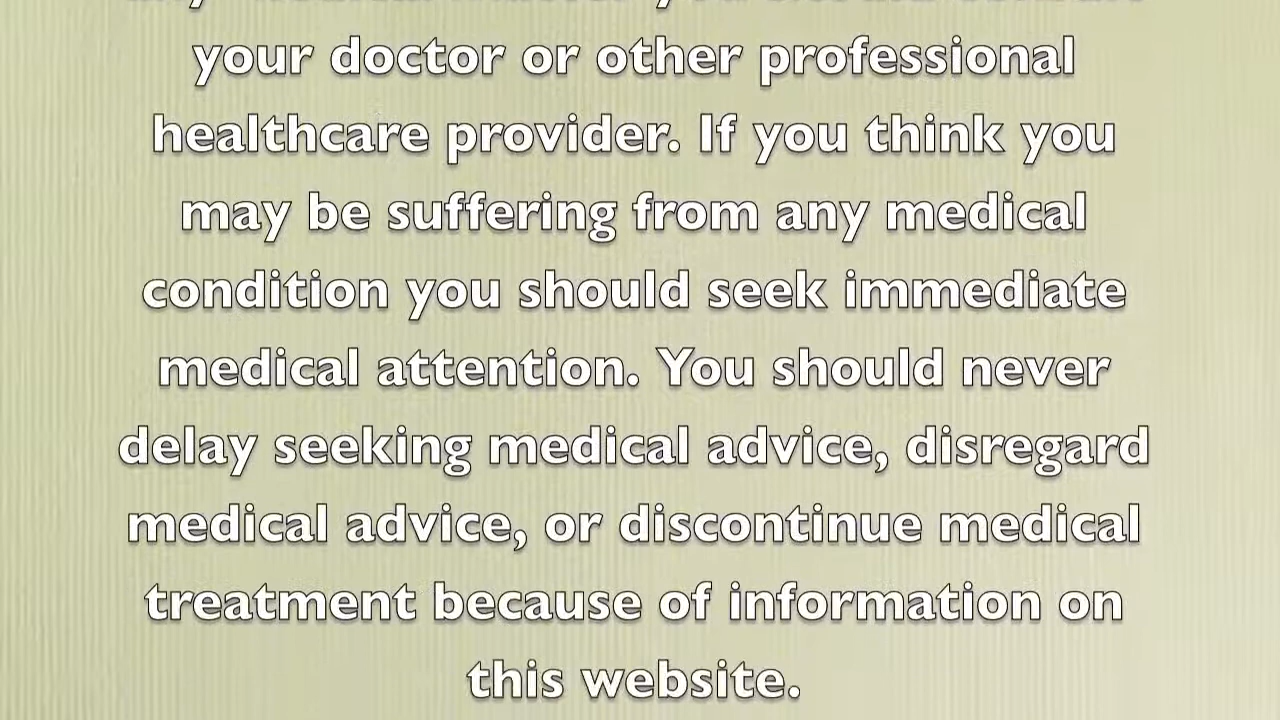 your doctor or other professional
healthcare provider. If you think you
may be suffering from any medical
condition you should seek immediate
medical attention. You should never
delay seeking medical advice, disregard
medical advice, or discontinue medical
treatment because of information on
this website.